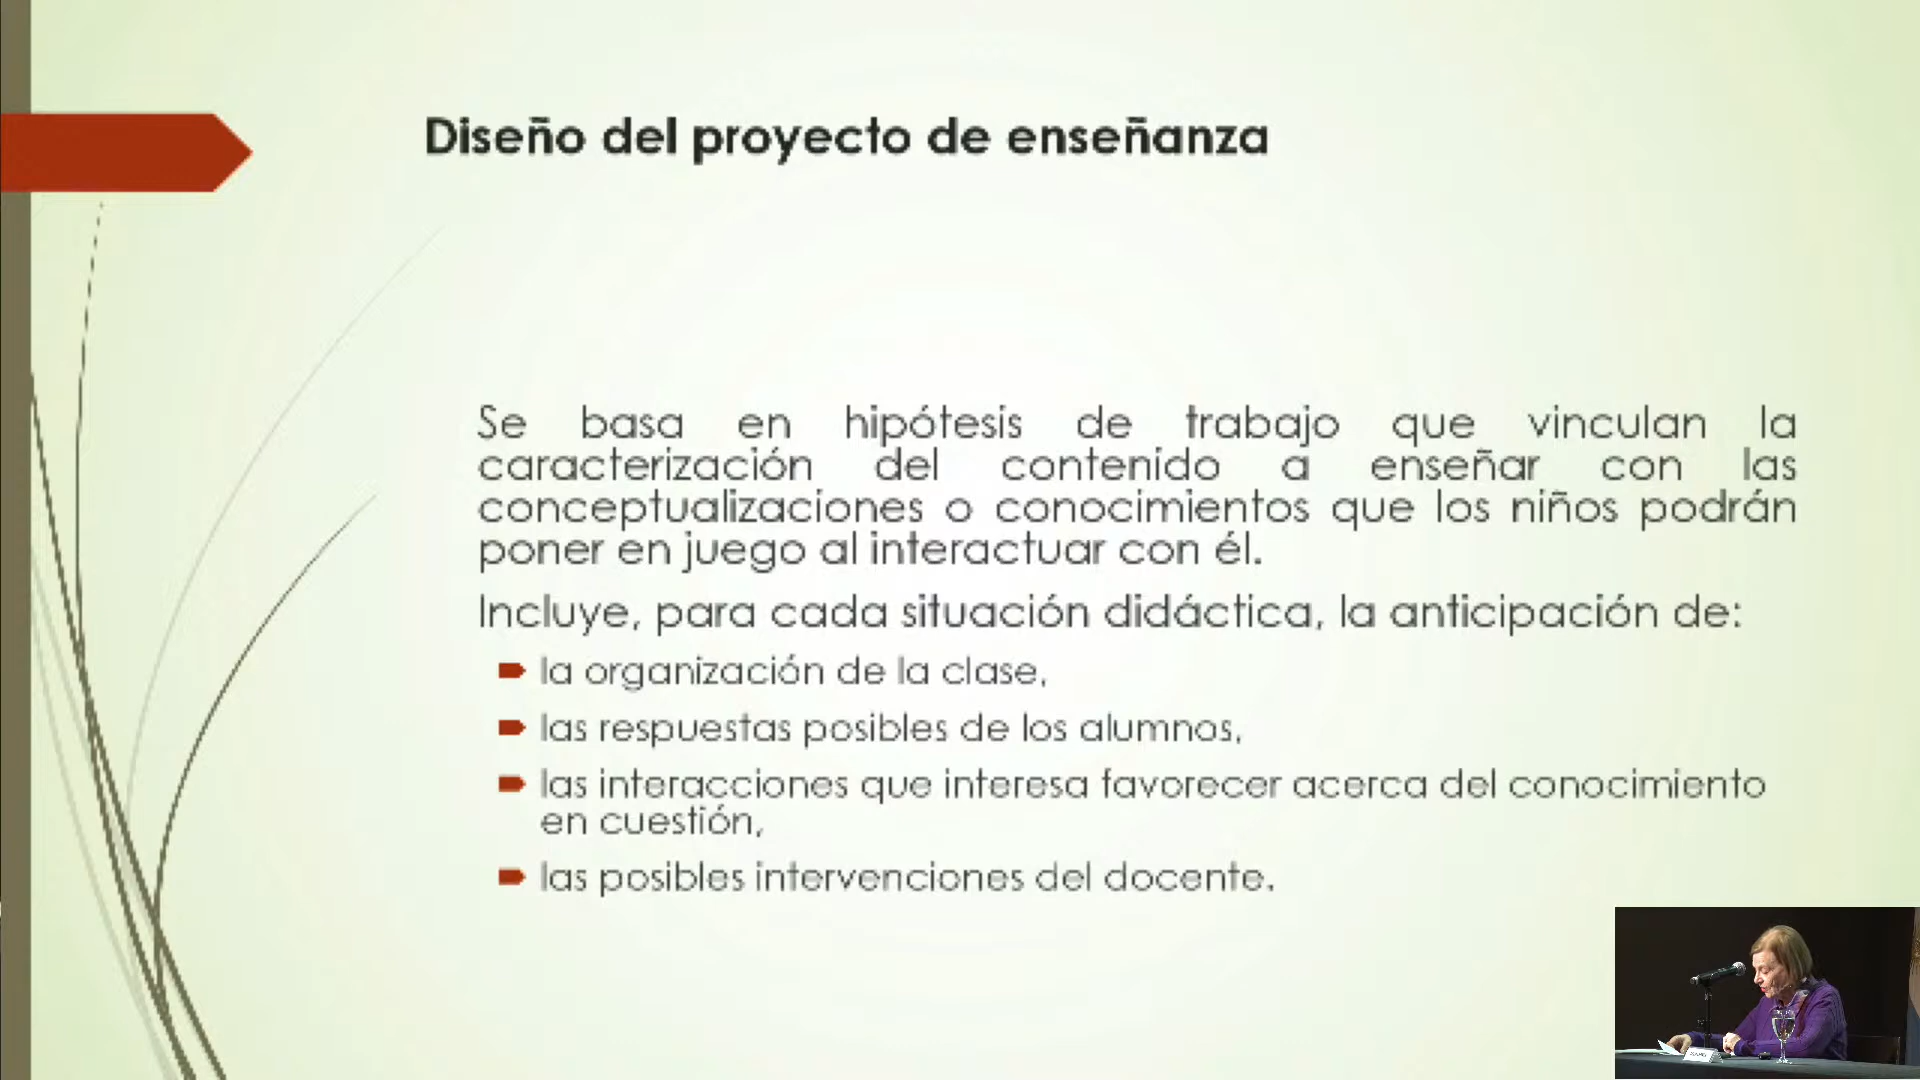 Diseño del proyecto de enseñanza
Se basa en hipótesis de trabajo que vinculan la
caracterización del contenido a enseñar con las
conceptualizaciones o conocimientos que los niños podrán
poner en juego al interactuar con él.
Incluye, para cada situación didáctica, la anticipación de:
la organización de la clase,
las respuestas posibles de los alumnos,
las interacciones que interesa favorecer acerca del conocimiento
en cuestión,
las posibles intervenciones del docente.